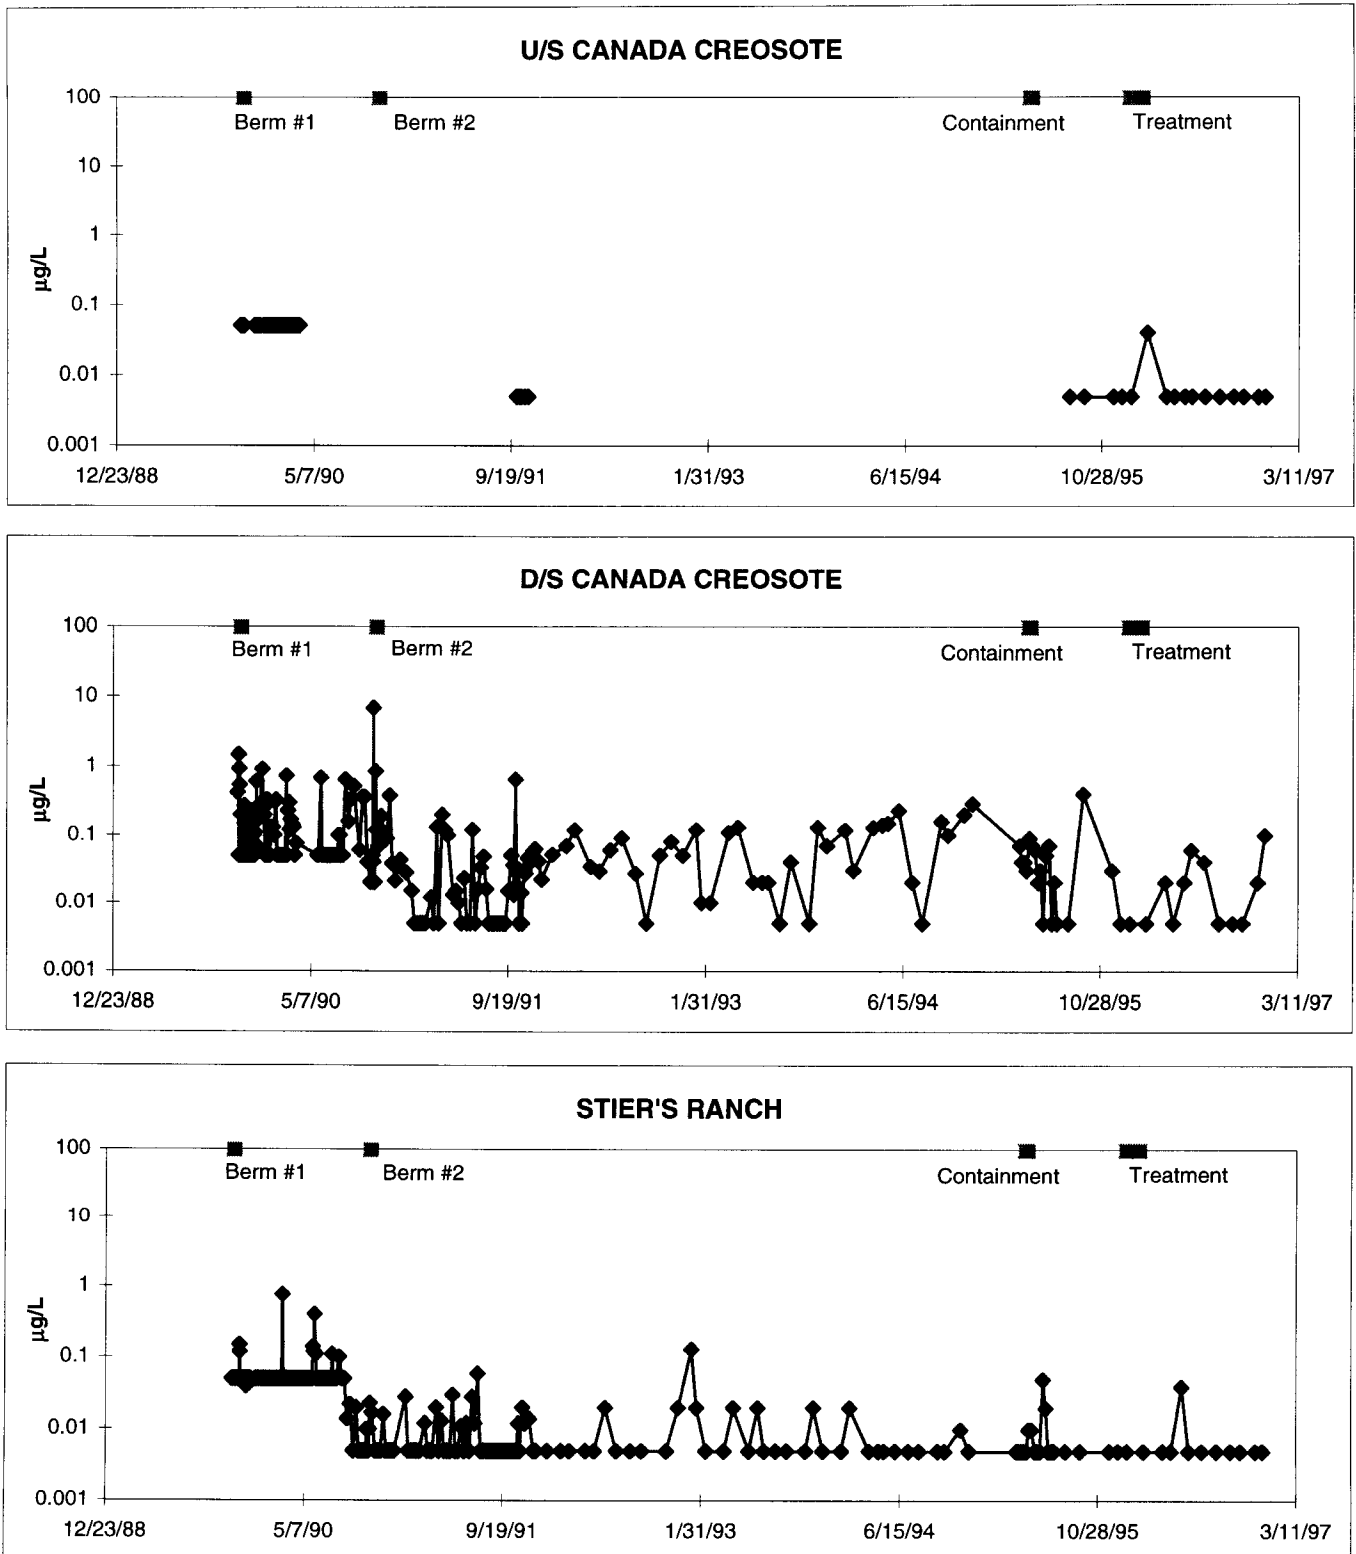 U/S CANADA CREOSOTE
100
Berm #1
Berm #2
Containment
Treatment
10
1
µg/L
0.1
0.01
0.001
12/23/88
5/7/90
9/19/91
1/31/93
6/15/94
10/28/95
3/11/97
D/S CANADA CREOSOTE
100
Berm #1
Berm #2
Containment
Treatment
10
1
µg/L
0.1
0.01
0.001
12/23/88
5/7/90
9/19/91
1/31/93
6/15/94
10/28/95
3/11/97
STIER'S RANCH
100
Berm #1
Berm #2
Containment
Treatment
10
1
µg/L
0.1
0.01
0.001
12/23/88
5/7/90
9/19/91
1/31/93
6/15/94
10/28/95
3/11/97